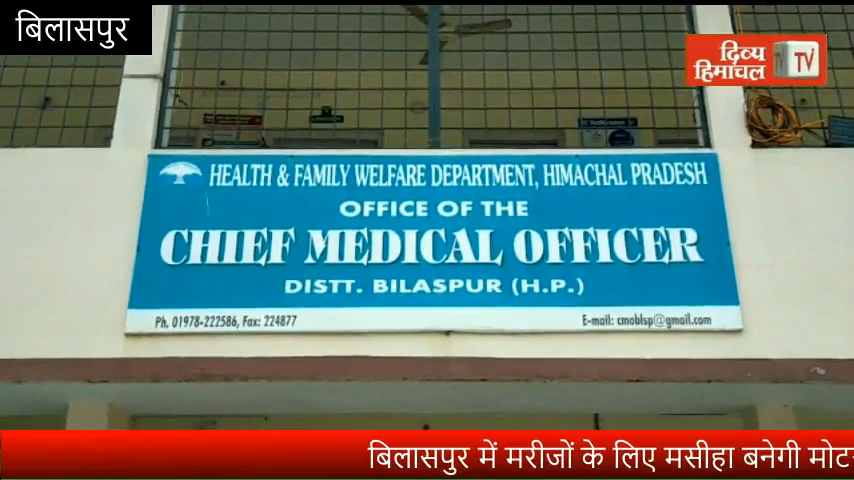 बिलासपुर
दिव्य
हिमाचल TV
HEALTH & FAMILY WELFARE DEPARTMENT, HIMACHAL PRADESH
OFFICE OF THE
CHIEF MEDICAL OFFICER
DISTT. BILASPUR (H.P.)
Ph. 01978-222586, Fax: 224877 E-mail: cmoblsp@gmail.com
बिलासपुर में मरीजों के लिए मसीहा बनेगी